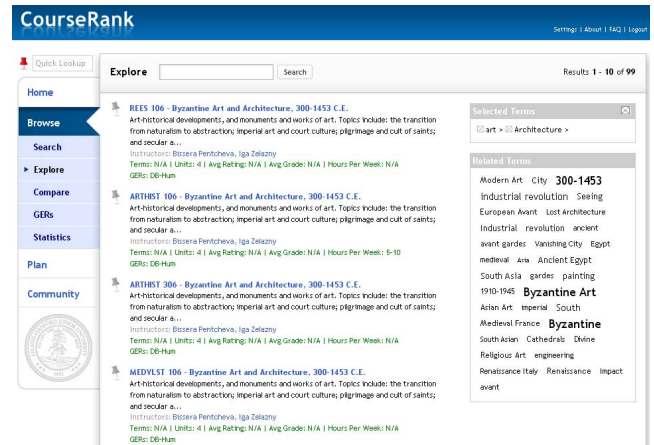 CourseRank
Settings | About | FAQ | Logout
Quick Lookup
Home
Browse
Search
Explore
Compare
GERs
Statistics
Plan
Community
Explore
Search
Results 1 - 10 of 99
REES 106 - Byzantine Art and Architecture, 300-1453 C.E.
Art-historical developments, and monuments and works of art. Topics include: the transition
from naturalism to abstraction; imperial art and court culture; pilgrimage and cult of saints;
and secular a...
Instructors: Bissera Pentcheva, Iga Zelazny
Terms: N/A | Units: 4 | Avg Rating: N/A | Avg Grade: N/A | Hours Per Week: N/A
GERs: DB-Hum
ARTHIST 106 - Byzantine Art and Architecture, 300-1453 C.E.
Art-historical developments, and monuments and works of art. Topics include: the transition
from naturalism to abstraction; imperial art and court culture; pilgrimage and cult of saints;
and secular a...
Instructors: Bissera Pentcheva, Iga Zelazny
Terms: N/A | Units: 4 | Avg Rating: N/A | Avg Grade: N/A | Hours Per Week: 5-10
GERs: DB-Hum
ARTHIST 306 - Byzantine Art and Architecture, 300-1453 C.E.
Art-historical developments, and monuments and works of art. Topics include: the transition
from naturalism to abstraction; imperial art and court culture; pilgrimage and cult of saints;
and secular a...
Instructors: Bissera Pentcheva, Iga Zelazny
Terms: N/A | Units: 4 | Avg Rating: N/A | Avg Grade: N/A | Hours Per Week: N/A
GERs: DB-Hum
MEDVLST 106 - Byzantine Art and Architecture, 300-1453 C.E.
Art-historical developments, and monuments and works of art. Topics include: the transition
from naturalism to abstraction; imperial art and court culture; pilgrimage and cult of saints;
and secular a...
Instructors: Bissera Pentcheva, Iga Zelazny
Terms: N/A | Units: 4 | Avg Rating: N/A | Avg Grade: N/A | Hours Per Week: N/A
GERs: DB-Hum
Selected Terms
art > Architecture >
Related Terms
Modern Art City 300-1453
industrial revolution Seeing
European Avant Lost Architecture
Industrial revolution ancient
avant gardes Vanishing City Egypt
medieval Asia Ancient Egypt
South Asia gardes painting
1910-1945 Byzantine Art
Asian Art imperial South
Medieval France Byzantine
South Asian Cathedrals Divine
Religious Art engineering
Renaissance Italy Renaissance Impact
avant